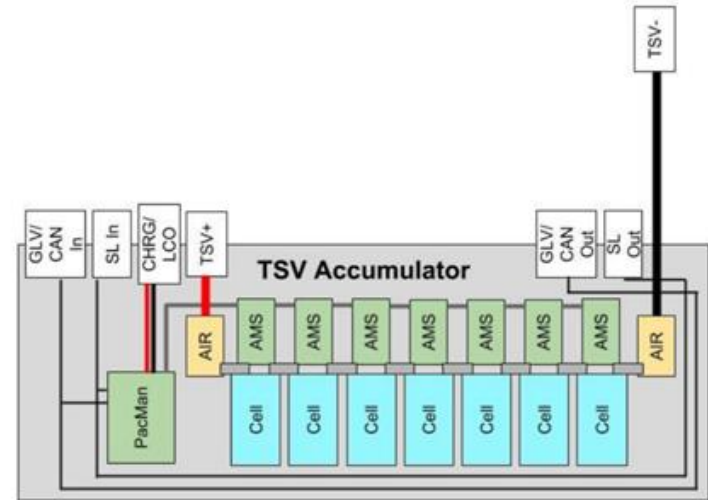 TSV-
GLV/
CAN
In
SL In
CHRG/
LCO
TSV+
GLV/
CAN
Out
SL
Out
TSV Accumulator
AIR
AMS
AMS
AMS
AMS
AMS
AMS
AMS
AIR
PacMan
Cell
Cell
Cell
Cell
Cell
Cell
Cell